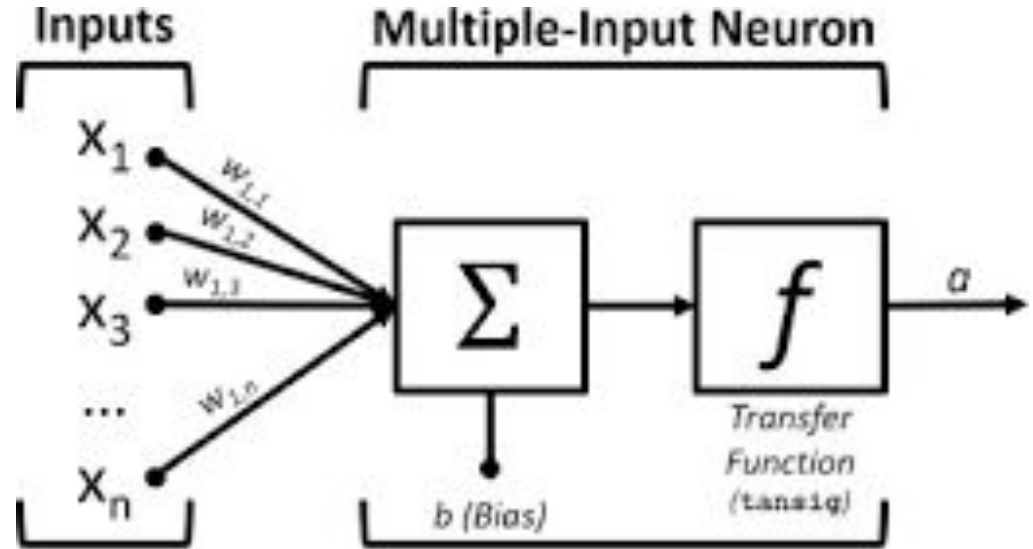 Inputs
Multiple-Input Neuron
X1
X2
X3
...
Xn
w1,1
w1,2
w1,3
w1,n
Σ
f
a
b (Bias)
Transfer
Function
(tansig)